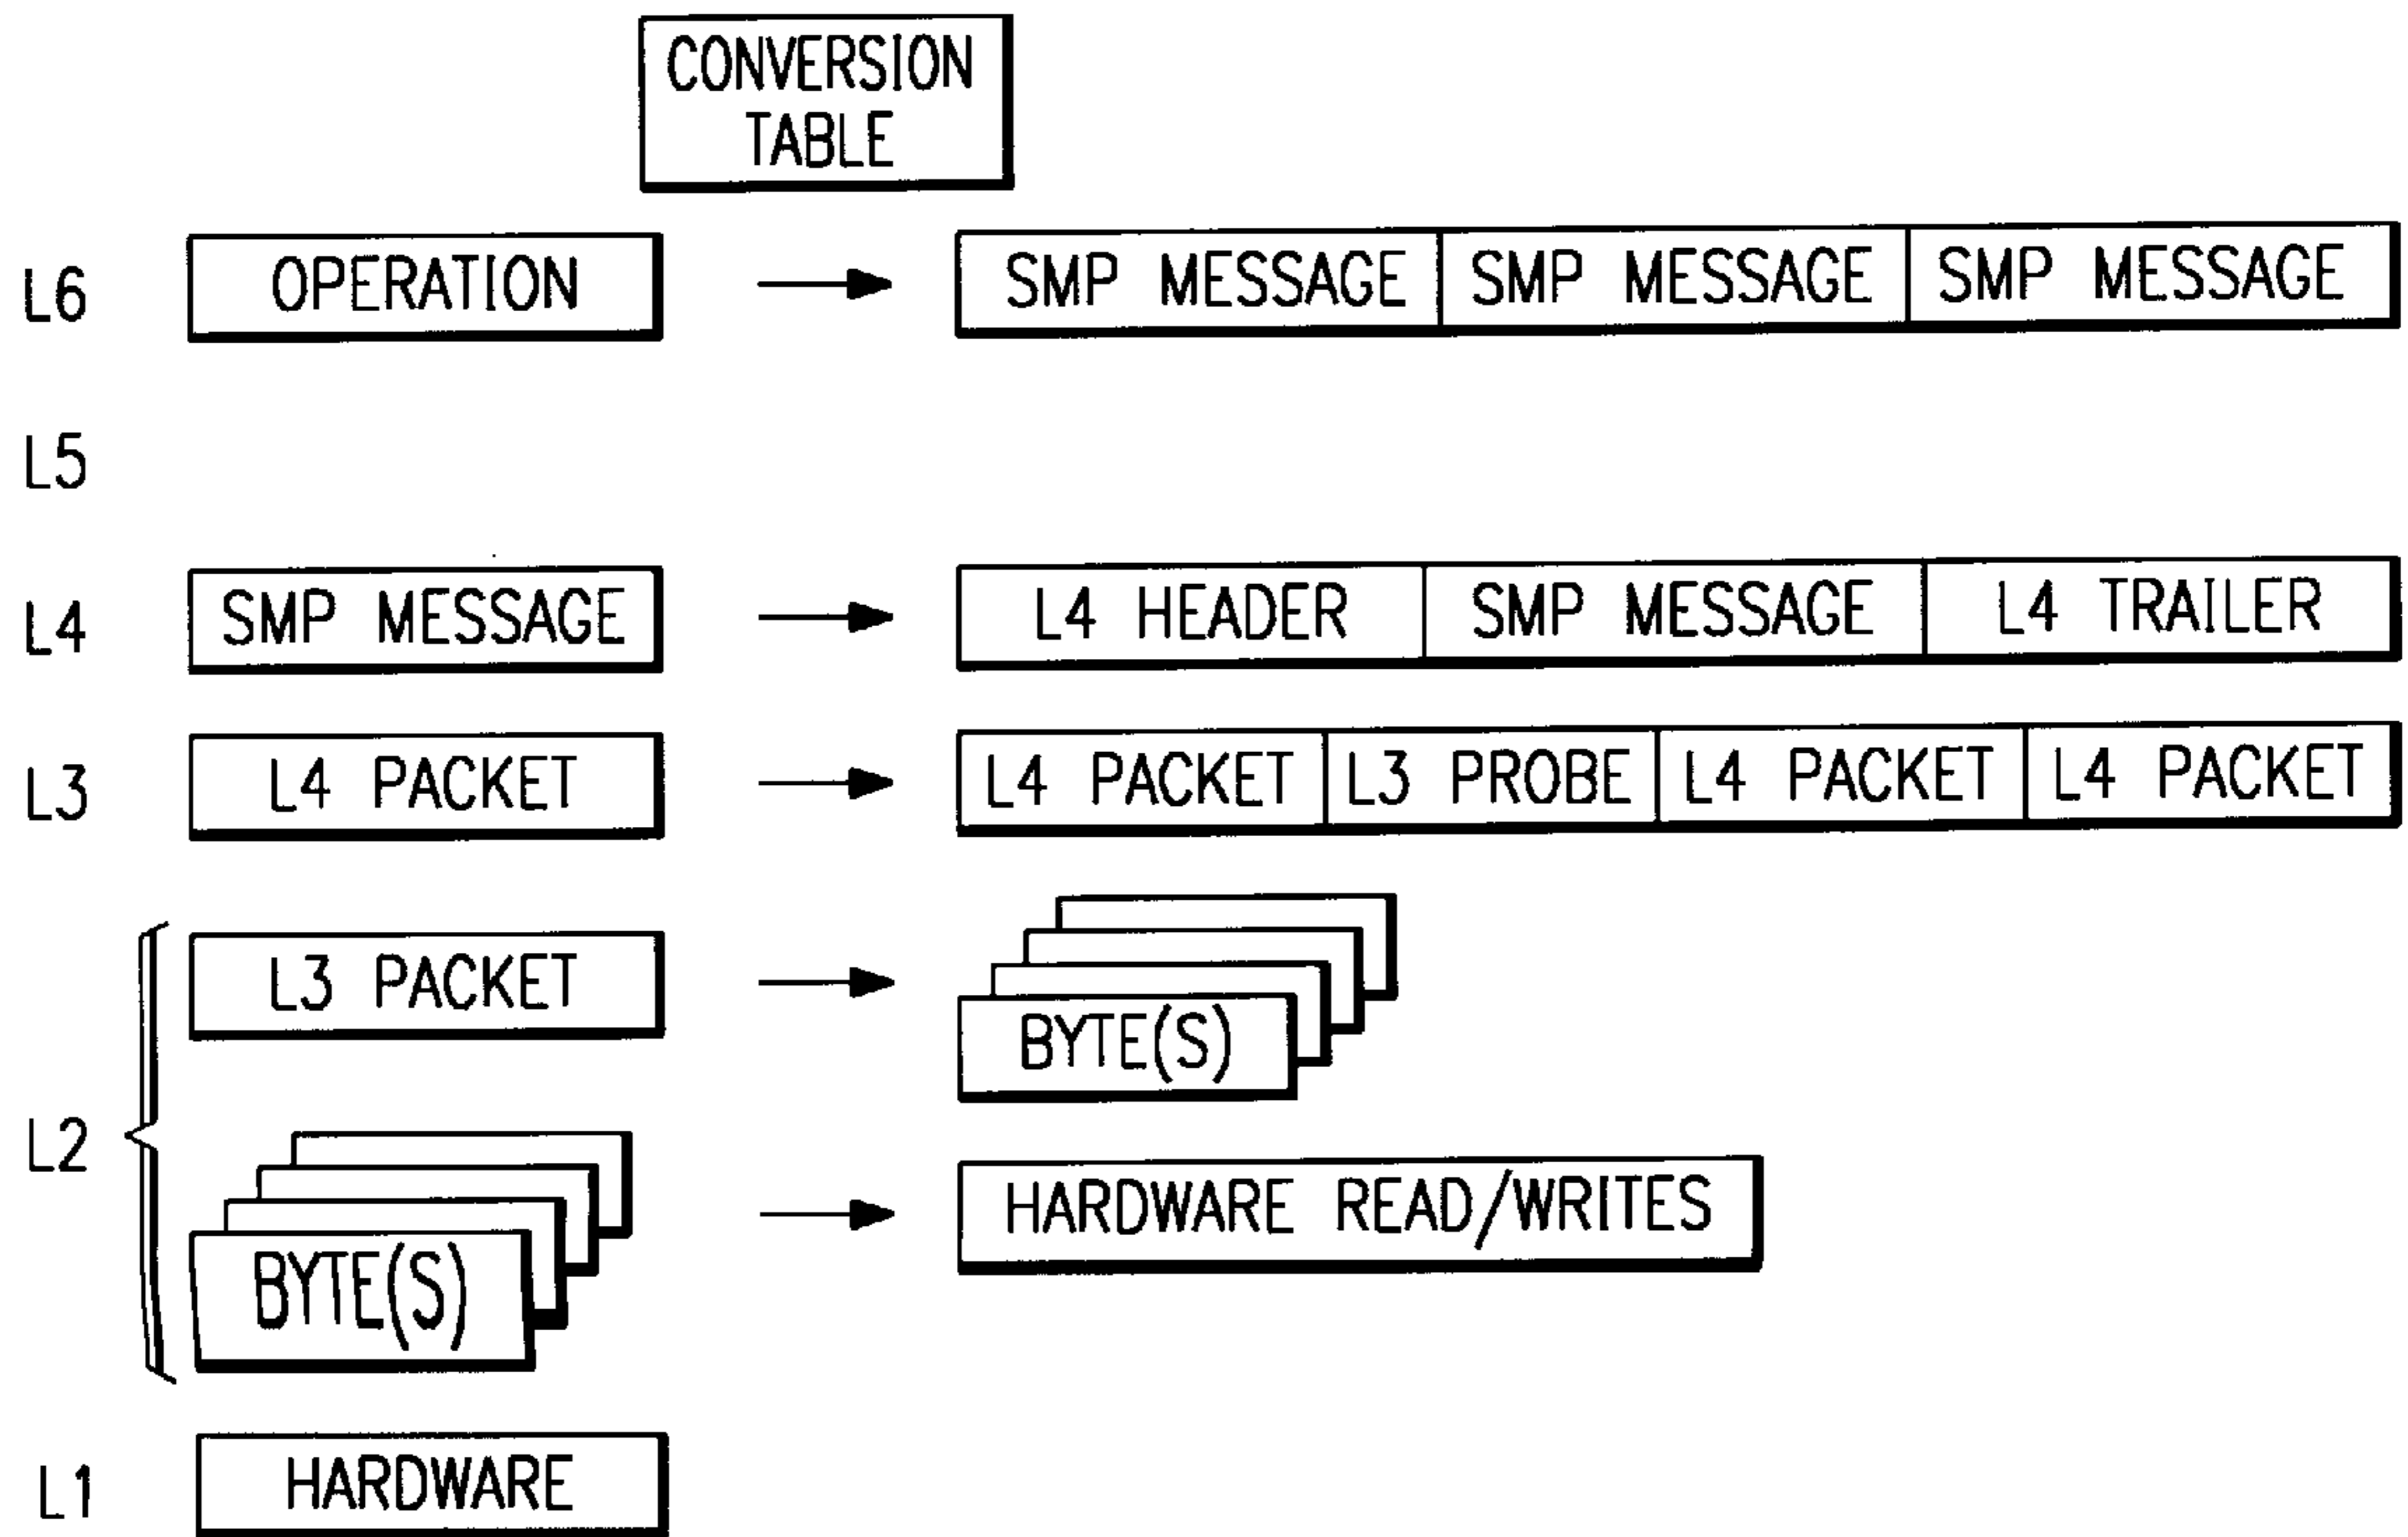 CONVERSION
TABLE
L6 OPERATION SMP MESSAGE SMP MESSAGE SMP MESSAGE
L5
L4 SMP MESSAGE L4 HEADER SMP MESSAGE L4 TRAILER
L3 L4 PACKET L4 PACKET L3 PROBE L4 PACKET L4 PACKET
L3 PACKET BYTE(S)
L2
BYTE(S) HARDWARE READ/WRITES
L1 HARDWARE